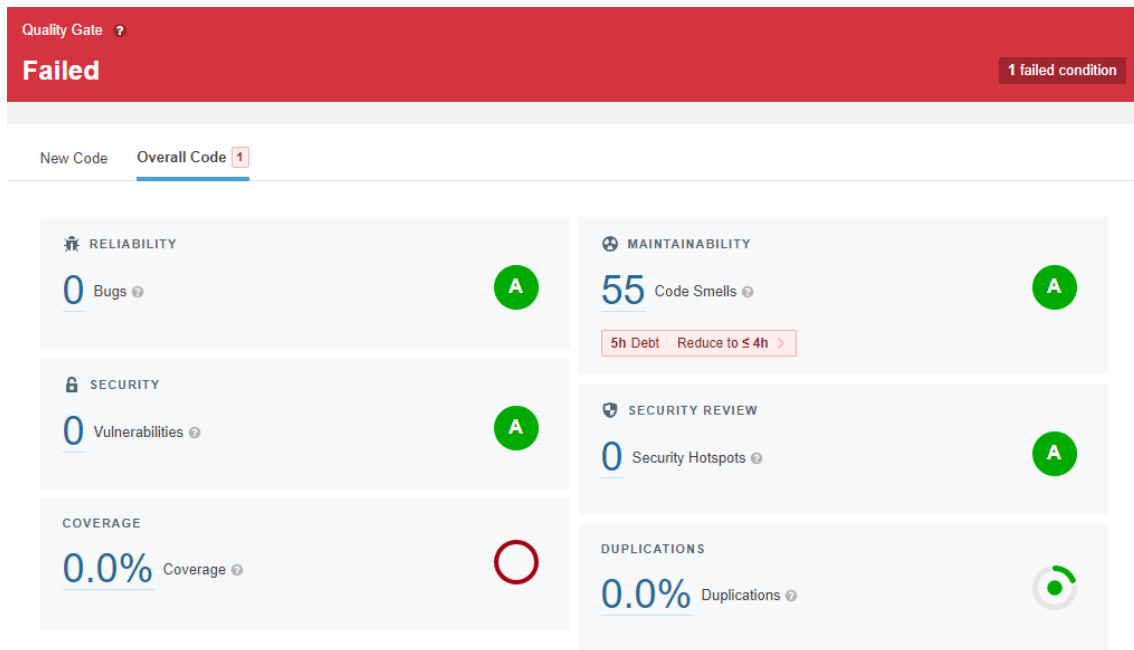 Quality Gate ?
Failed
1 failed condition
New Code
Overall Code 1
RELIABILITY
0 Bugs ?
A
SECURITY
0 Vulnerabilities ?
A
COVERAGE
0.0% Coverage ?
MAINTAINABILITY
55 Code Smells ?
A
5h Debt Reduce to ≤ 4h >
SECURITY REVIEW
0 Security Hotspots ?
A
DUPLICATIONS
0.0% Duplications ?